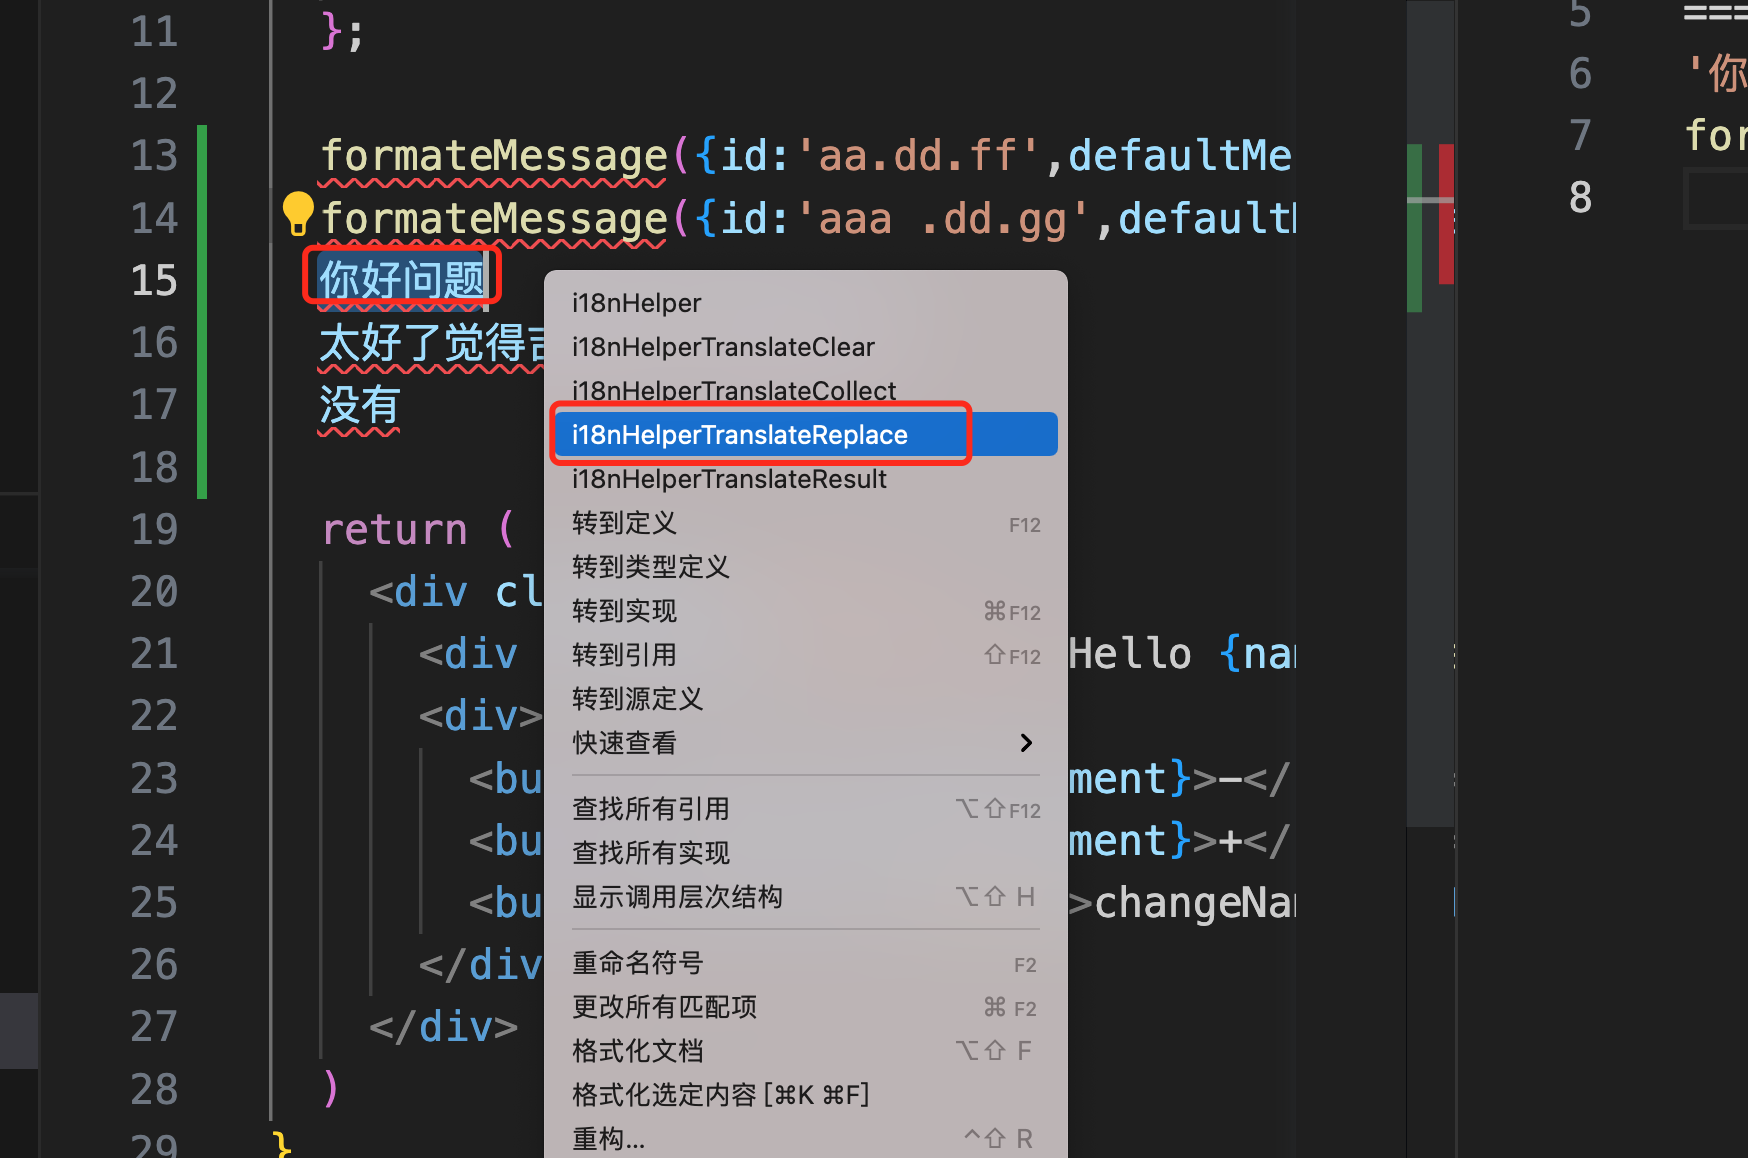 11 };
12
13 formateMessage({id:'aa.dd.ff',defaultMe
14 formateMessage({id:'aaa .dd.gg',default
15 你好问题
16 太好了觉得
17 没有
18
19 return (
20 <div cl
21 <div Hello {na
22 <div>
23 <bu ment}>-</
24 <bu ment}>+</
25 <bu >changeNa
26 </div
27 </div>
28 )
29 }
i18nHelper
i18nHelperTranslateClear
i18nHelperTranslateCollect
i18nHelperTranslateReplace
i18nHelperTranslateResult
转到定义 F12
转到类型定义
转到实现 ⌘F12
转到引用 ⇧F12
转到源定义
快速查看
查找所有引用 ⌥⇧F12
查找所有实现
显示调用层次结构 ⌥⇧ H
重命名符号 F2
更改所有匹配项 ⌘ F2
格式化文档 ⌥⇧ F
格式化选定内容 [⌘K ⌘F]
重构... ^⇧ R
5 ===
6 '你
7 for
8